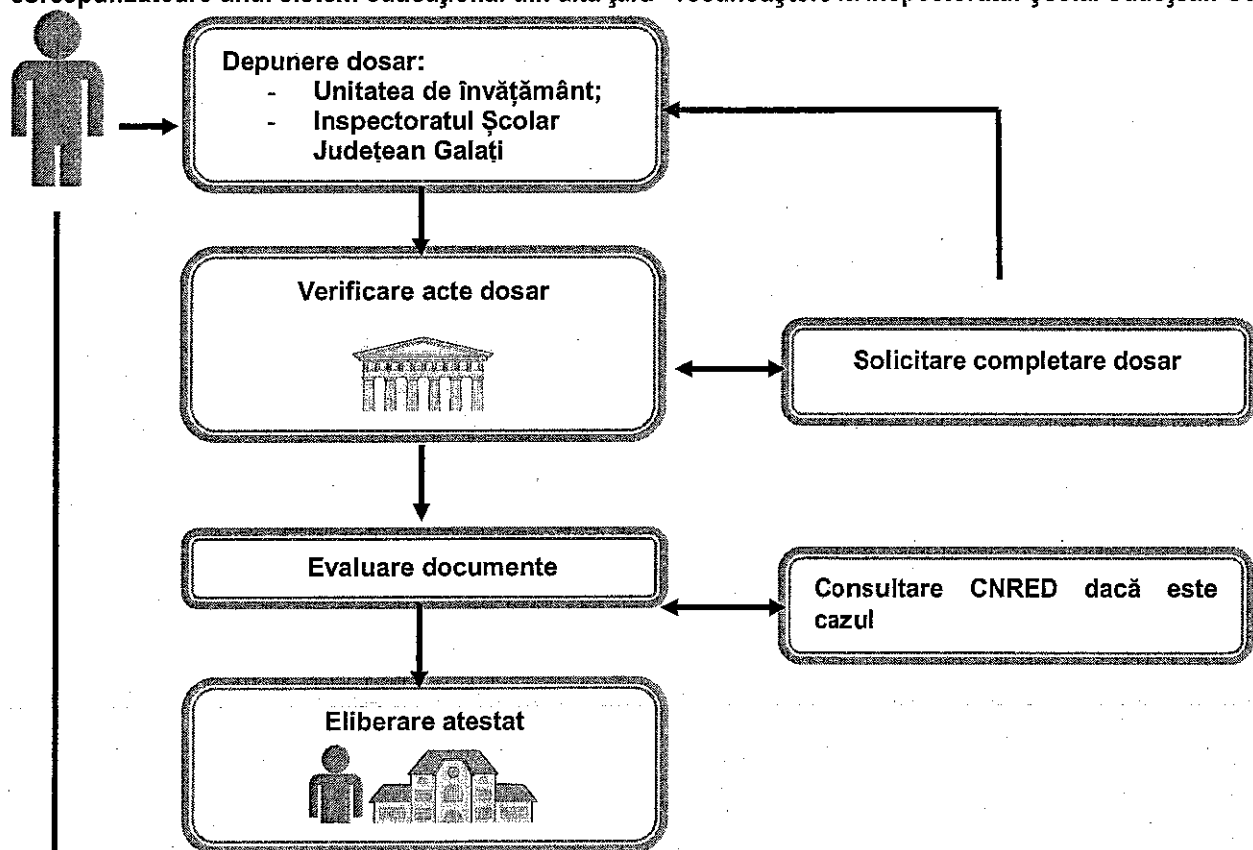 Depunere dosar:
- Unitatea de învățământ;
- Inspectoratul Școlar
Județean Galați
Verificare acte dosar
Solicitare completare dosar
Evaluare documente
Consultare CNRED dacă este
cazul
Eliberare atestat